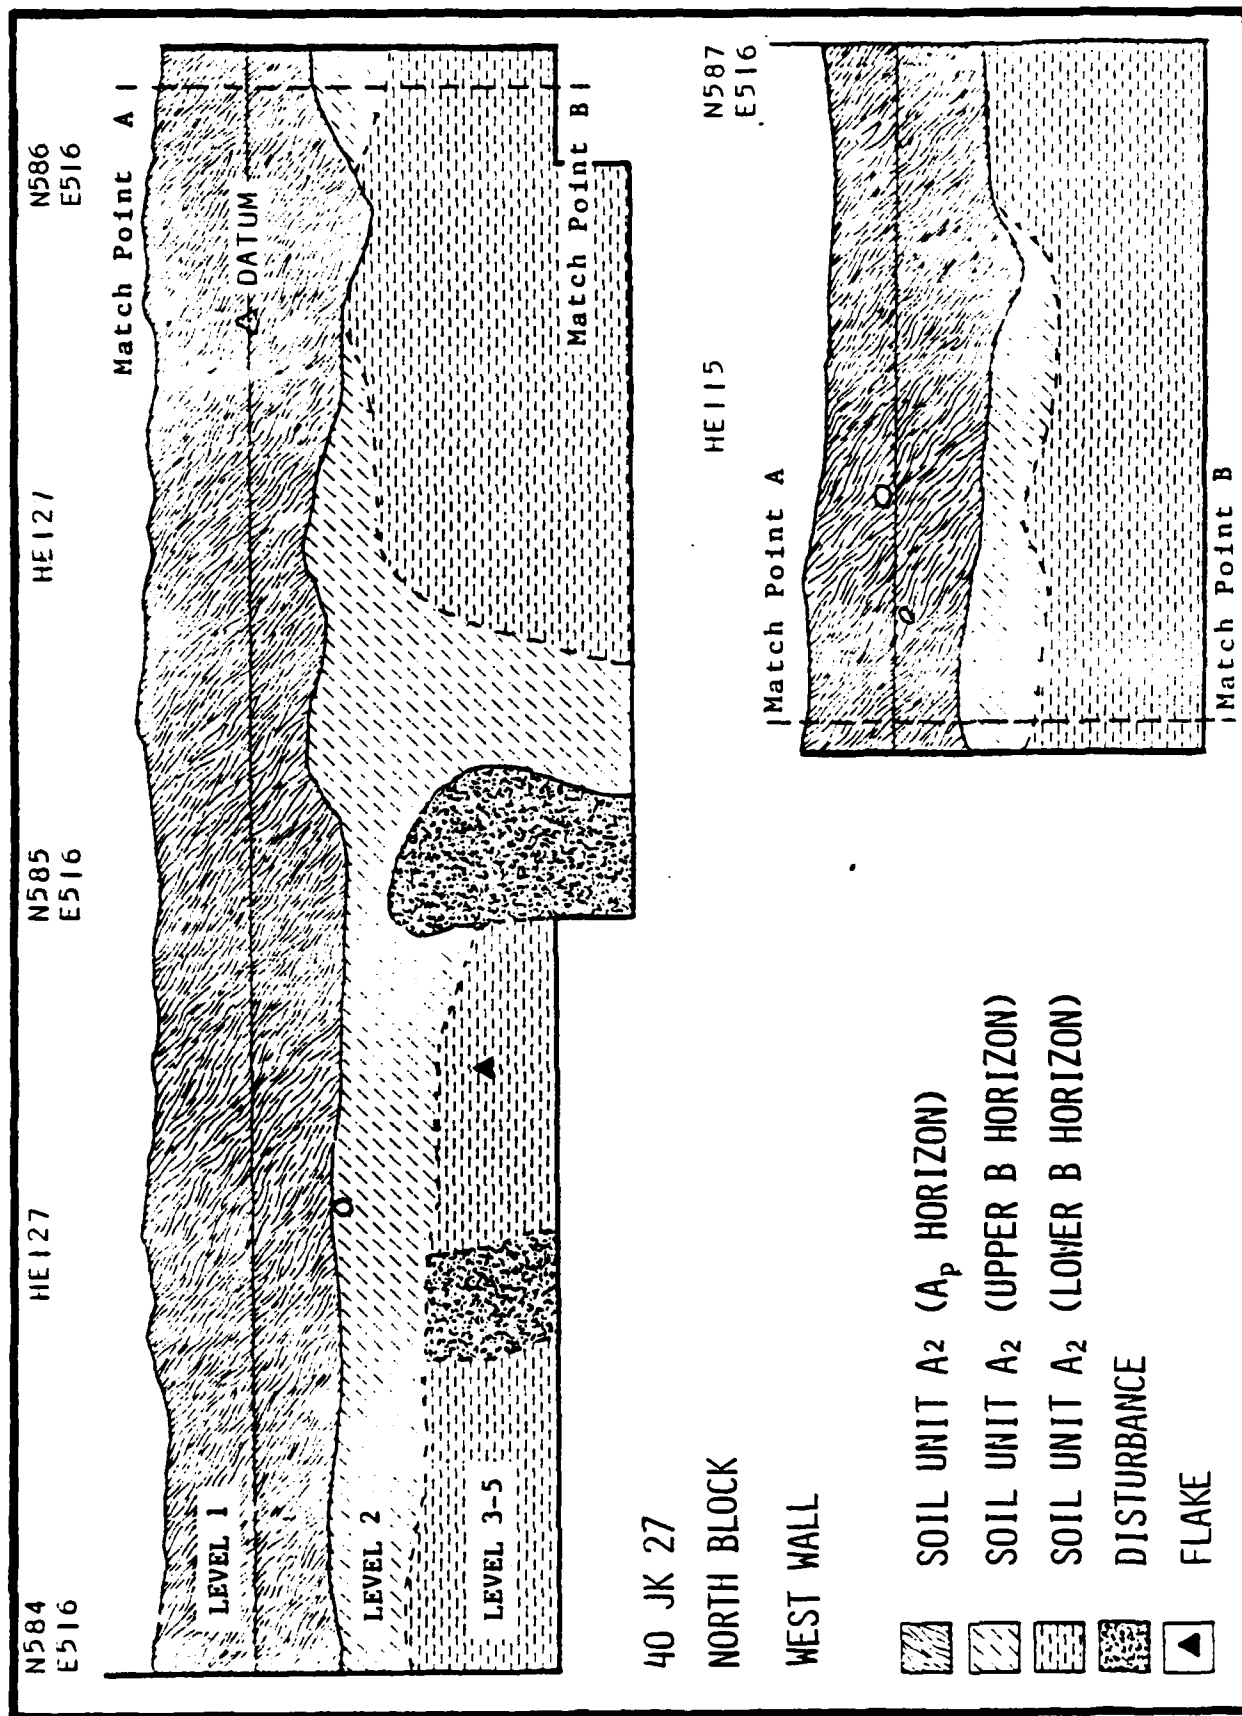 N584
E516
HE127
N585
E516
HE127
N586
E516
Match Point A
DATUM
LEVEL 1
LEVEL 2
LEVEL 3-5
Match Point B
40 JK 27
NORTH BLOCK
WEST WALL
HE115
N587
E516
Match Point A
Match Point B
SOIL UNIT A2 (Ap HORIZON)
SOIL UNIT A2 (UPPER B HORIZON)
SOIL UNIT A2 (LOWER B HORIZON)
DISTURBANCE
FLAKE